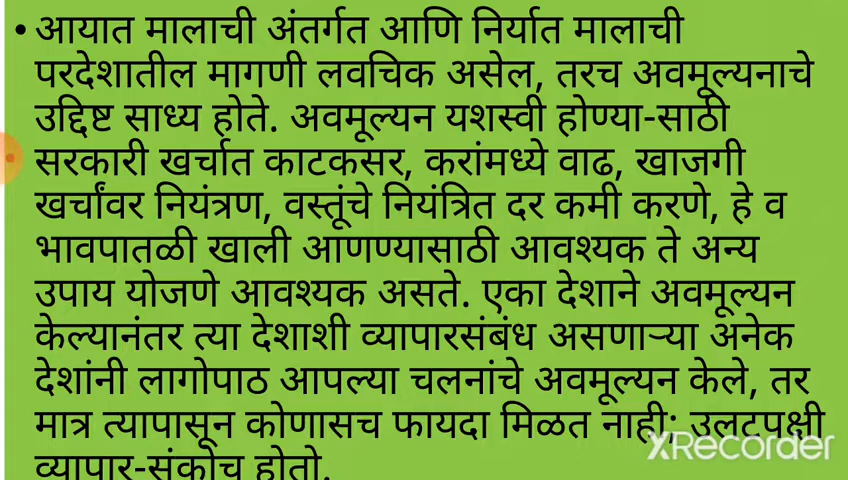 • आयात मालाची अंतर्गत आणि निर्यात मालाची
परदेशातील मागणी लवचिक असेल, तरच अवमूल्यनाचे
उद्दिष्ट साध्य होते. अवमूल्यन यशस्वी होण्या-साठी
सरकारी खर्चात काटकसर, करांमध्ये वाढ, खाजगी
खर्चांवर नियंत्रण, वस्तूंचे नियंत्रित दर कमी करणे, हे व
भावपातळी खाली आणण्यासाठी आवश्यक ते अन्य
उपाय योजणे आवश्यक असते. एका देशाने अवमूल्यन
केल्यानंतर त्या देशाशी व्यापारसंबंध असणाऱ्या अनेक
देशांनी लागोपाठ आपल्या चलनांचे अवमूल्यन केले, तर
मात्र त्यापासून कोणासच फायदा मिळत नाही; उलटपक्षी
व्यापार-संकोच होतो.
XRecorder